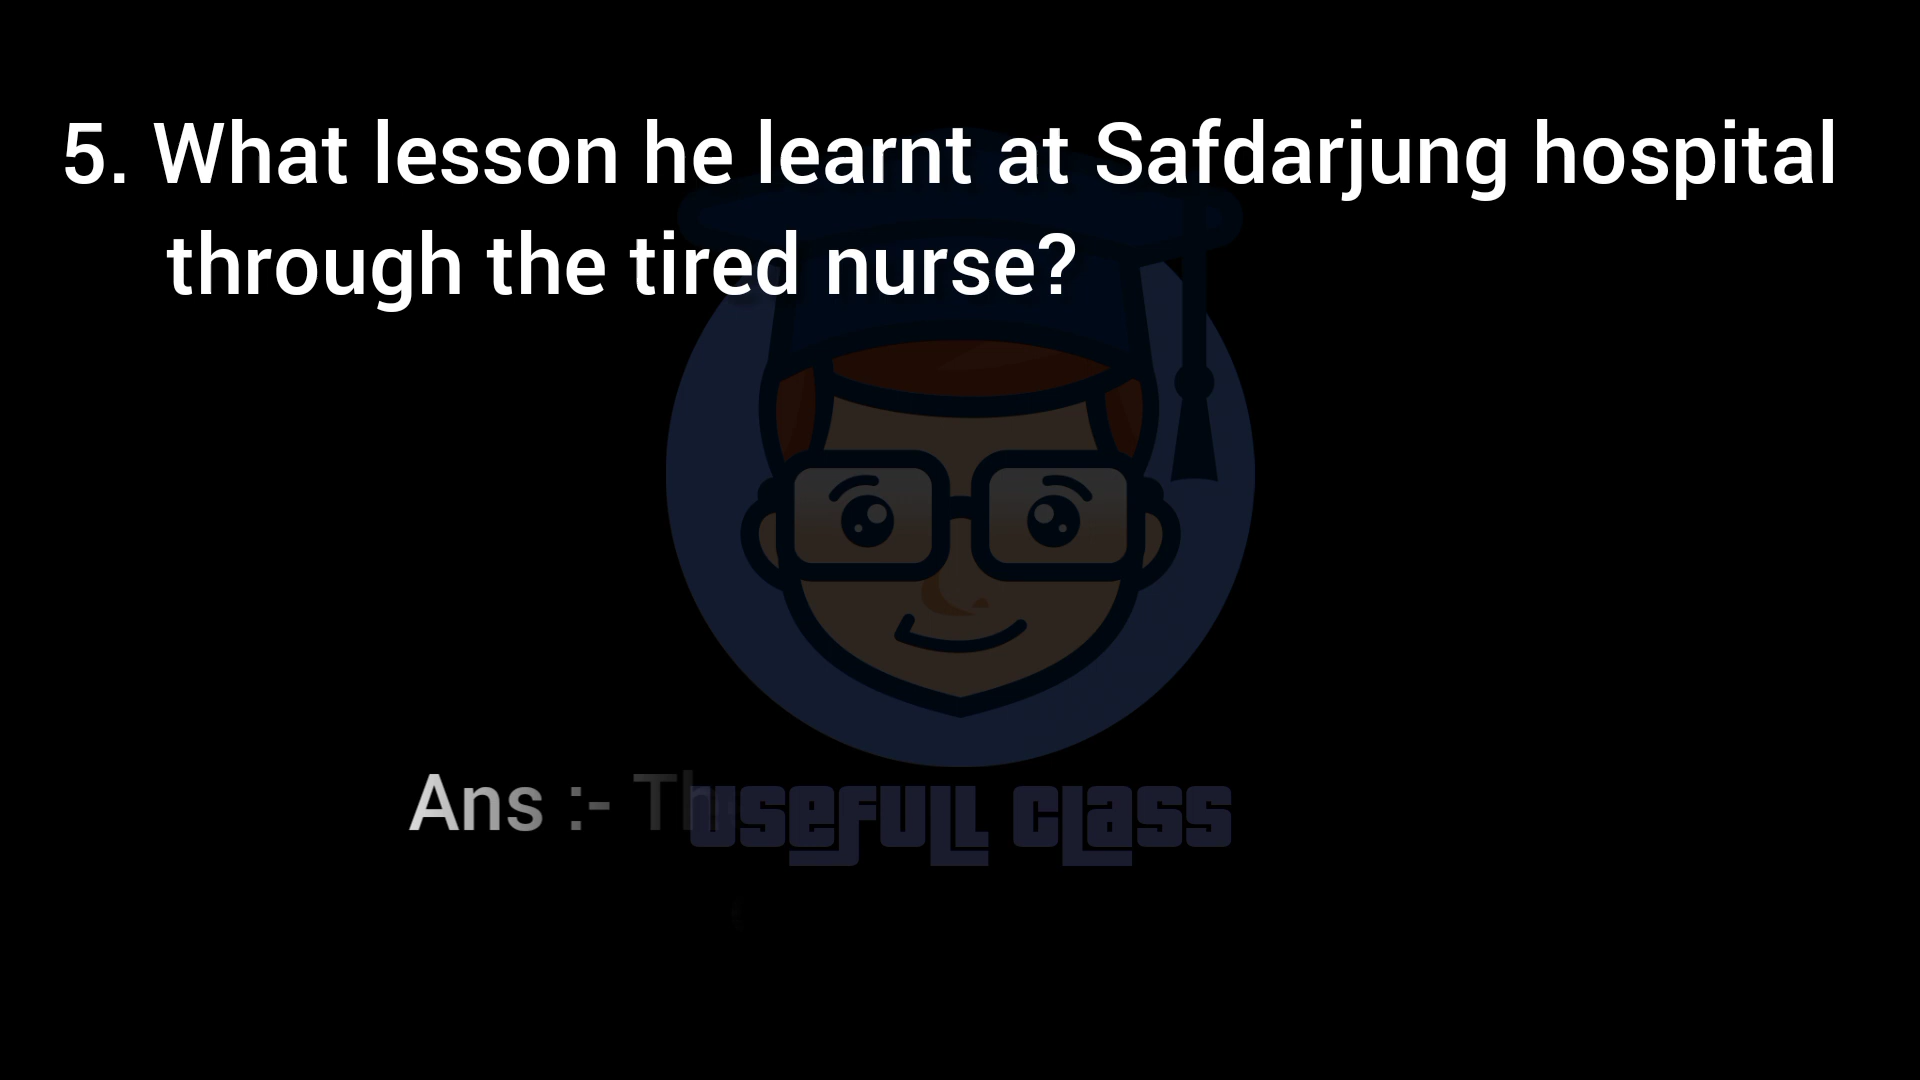 5. What lesson he learnt at Safdarjung hospital
through the tired nurse?
Ans :- Th
USEFULL CLASS